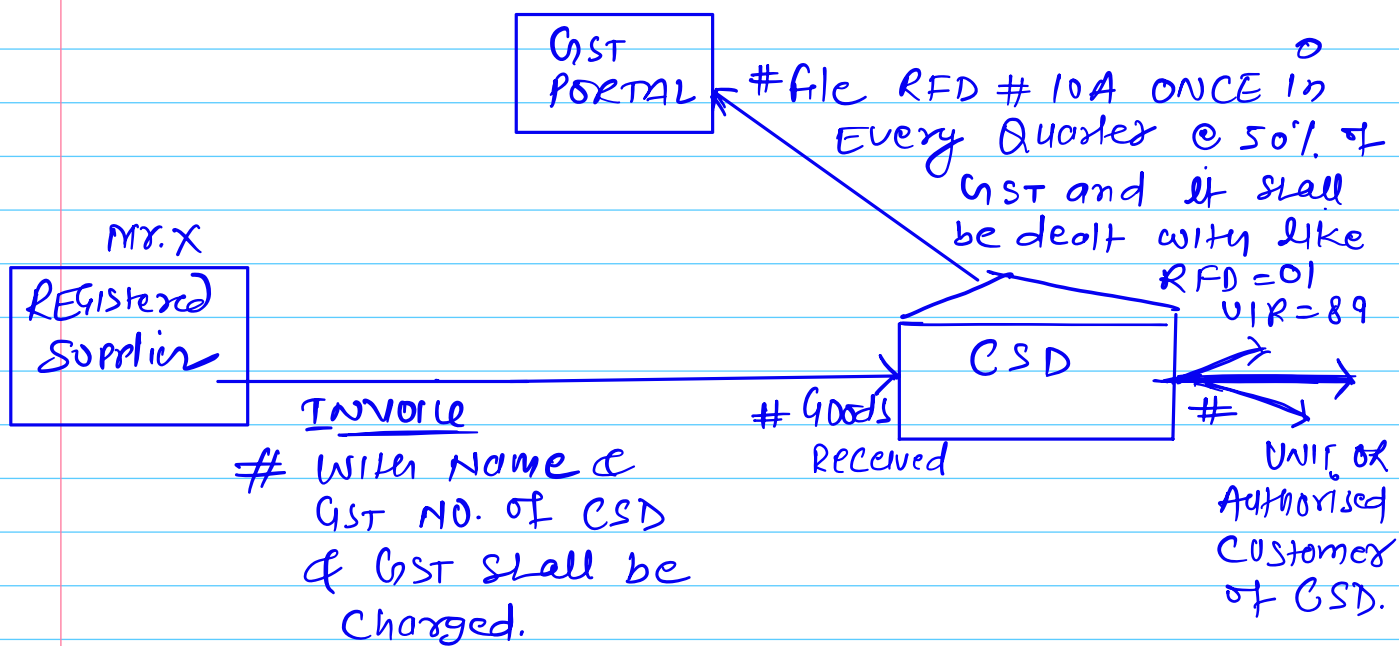 GST
PORTAL
# file RFD # 10A ONCE in
Every Quarter @ 50% of
GST and it shall
be dealt with like
RFD = 01
UIR = 89
Mr. X
REGIStered
Supplier
INVOICE
# With Name &
GST NO. of CSD
& GST shall be
Charged.
# Goods
Received
CSD
#
UNIT OR
Authorised
Customer
of CSD.